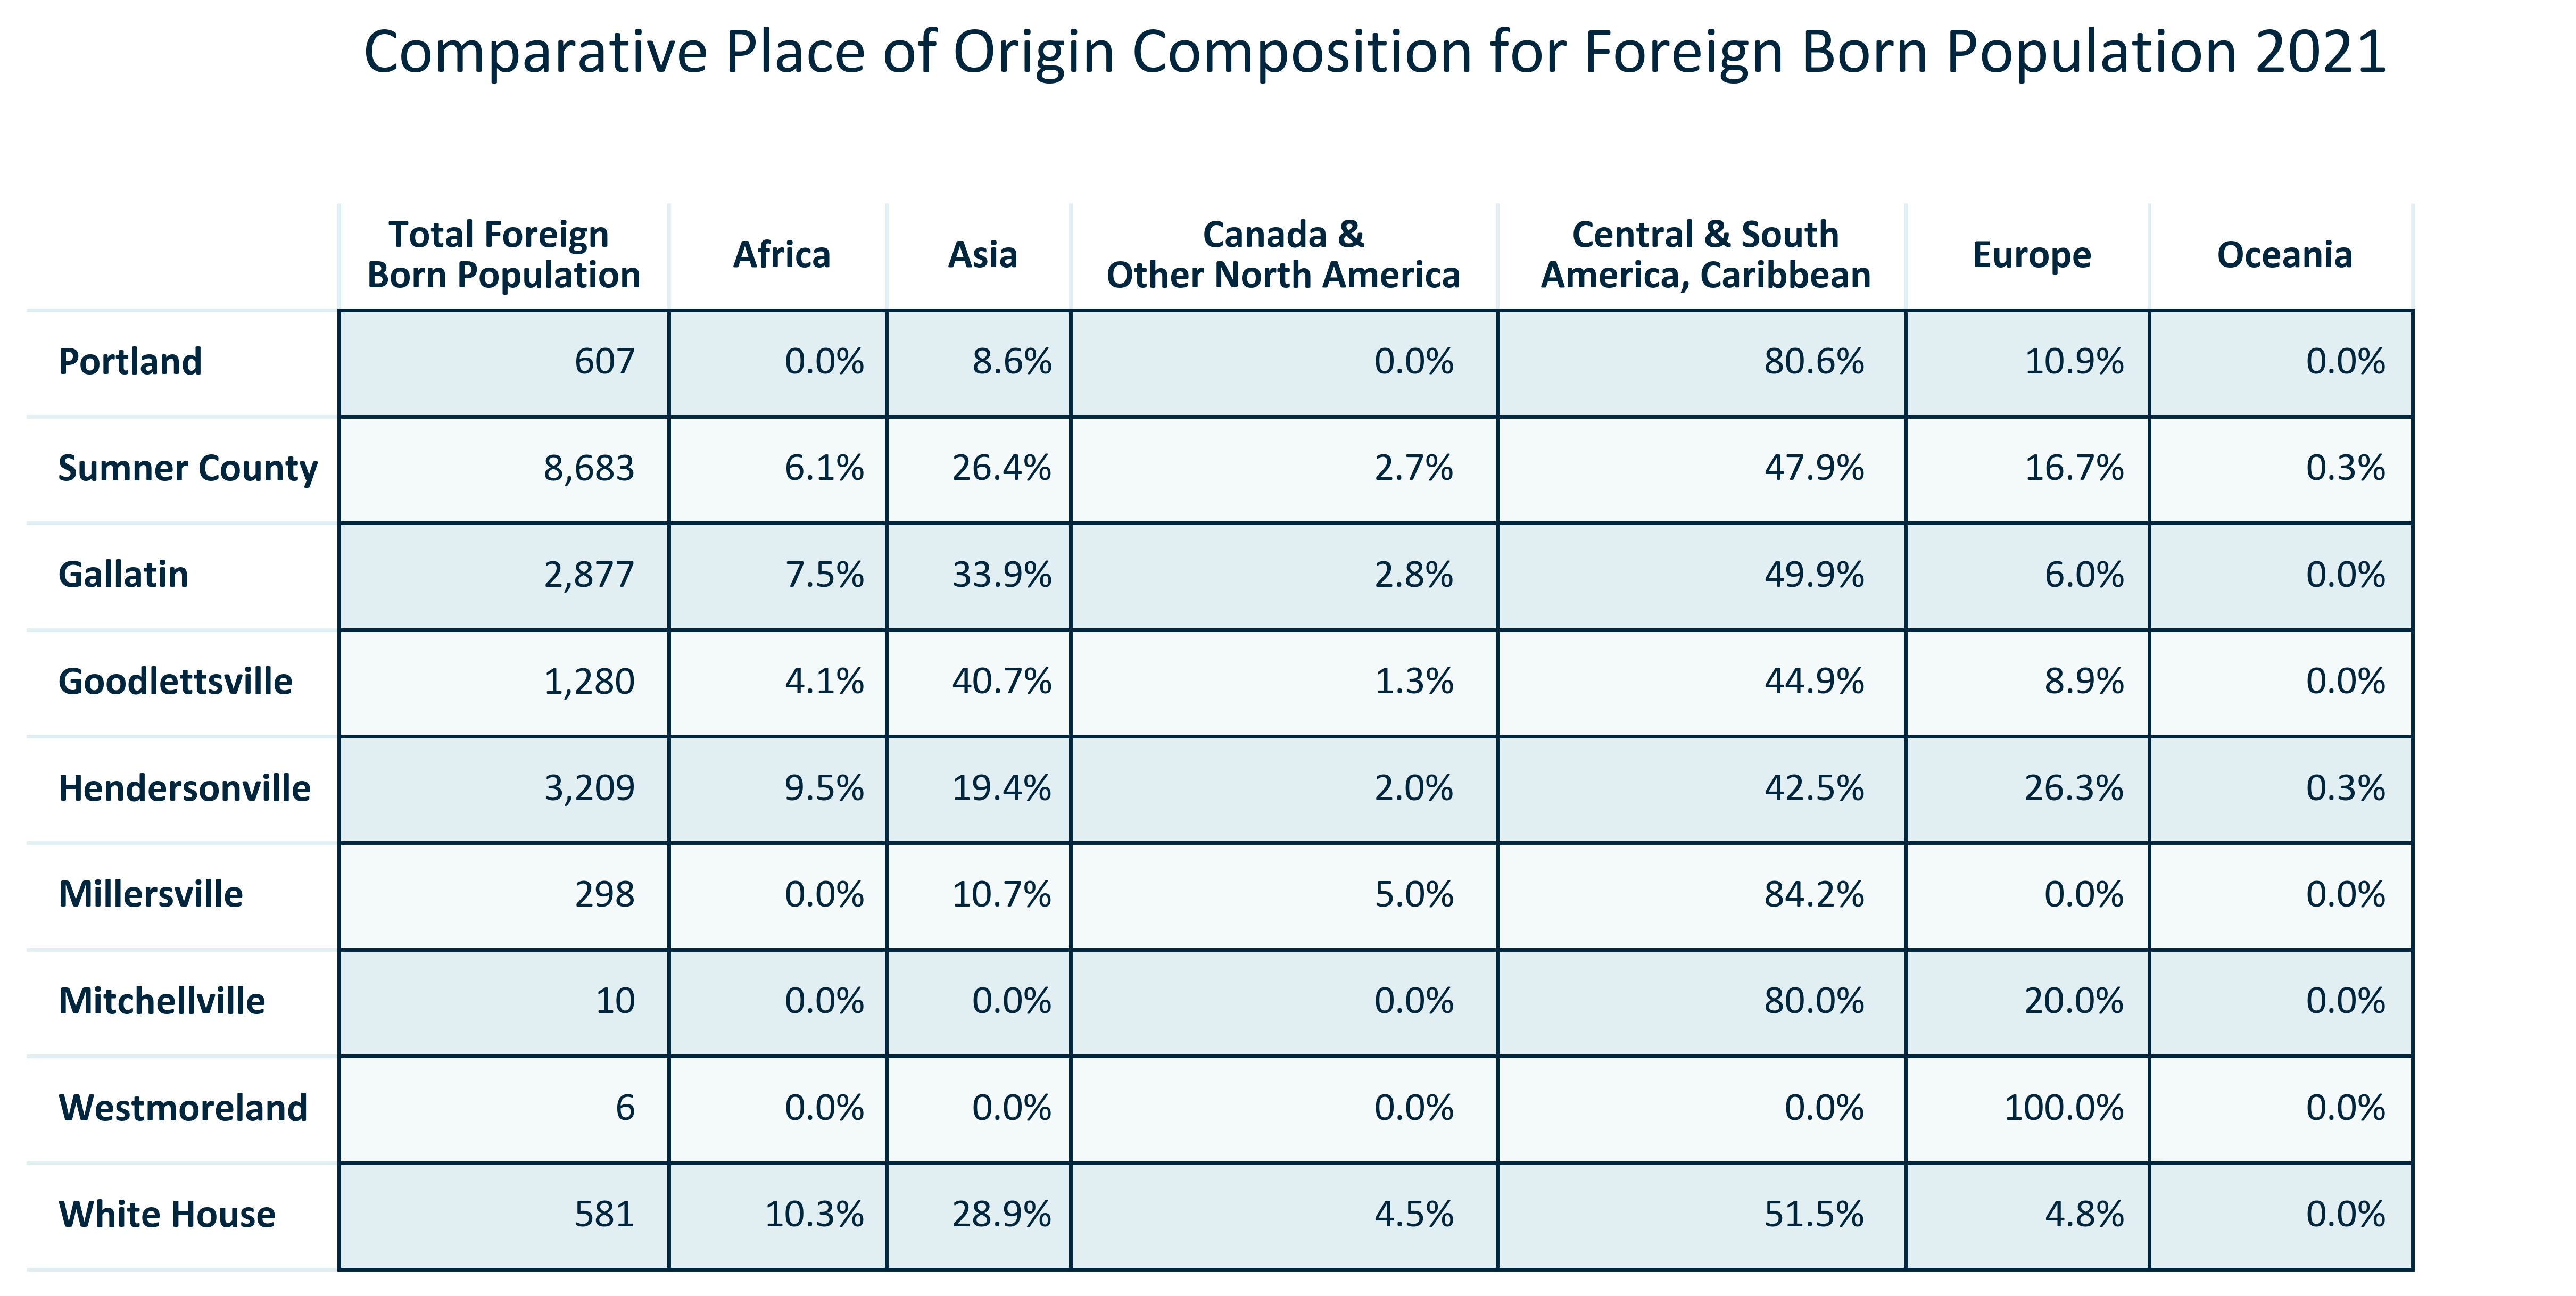 Comparative Place of Origin Composition for Foreign Born Population 2021
Total Foreign
Born Population
Africa
Asia
Canada &
Other North America
Central & South
America, Caribbean
Europe
Oceania
Portland 607 0.0% 8.6% 0.0% 80.6% 10.9% 0.0%
Sumner County 8,683 6.1% 26.4% 2.7% 47.9% 16.7% 0.3%
Gallatin 2,877 7.5% 33.9% 2.8% 49.9% 6.0% 0.0%
Goodlettsville 1,280 4.1% 40.7% 1.3% 44.9% 8.9% 0.0%
Hendersonville 3,209 9.5% 19.4% 2.0% 42.5% 26.3% 0.3%
Millersville 298 0.0% 10.7% 5.0% 84.2% 0.0% 0.0%
Mitchellville 10 0.0% 0.0% 0.0% 80.0% 20.0% 0.0%
Westmoreland 6 0.0% 0.0% 0.0% 0.0% 100.0% 0.0%
White House 581 10.3% 28.9% 4.5% 51.5% 4.8% 0.0%